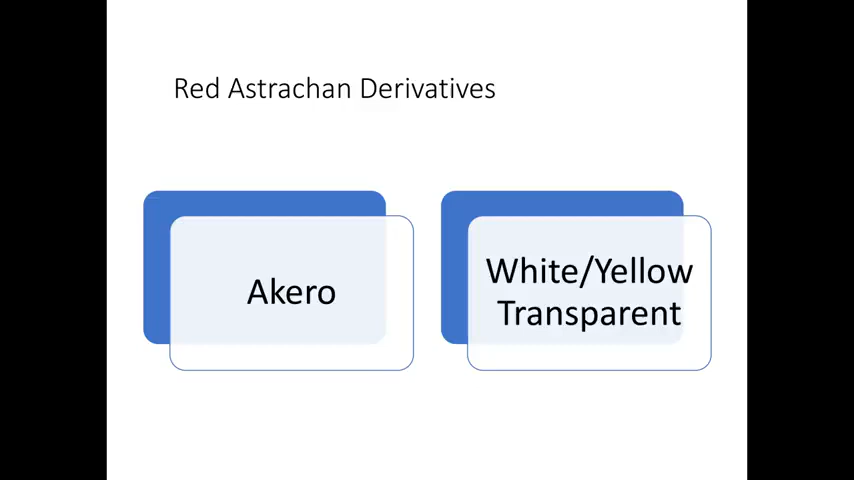 Red Astrachan Derivatives
Akero
White/Yellow
Transparent